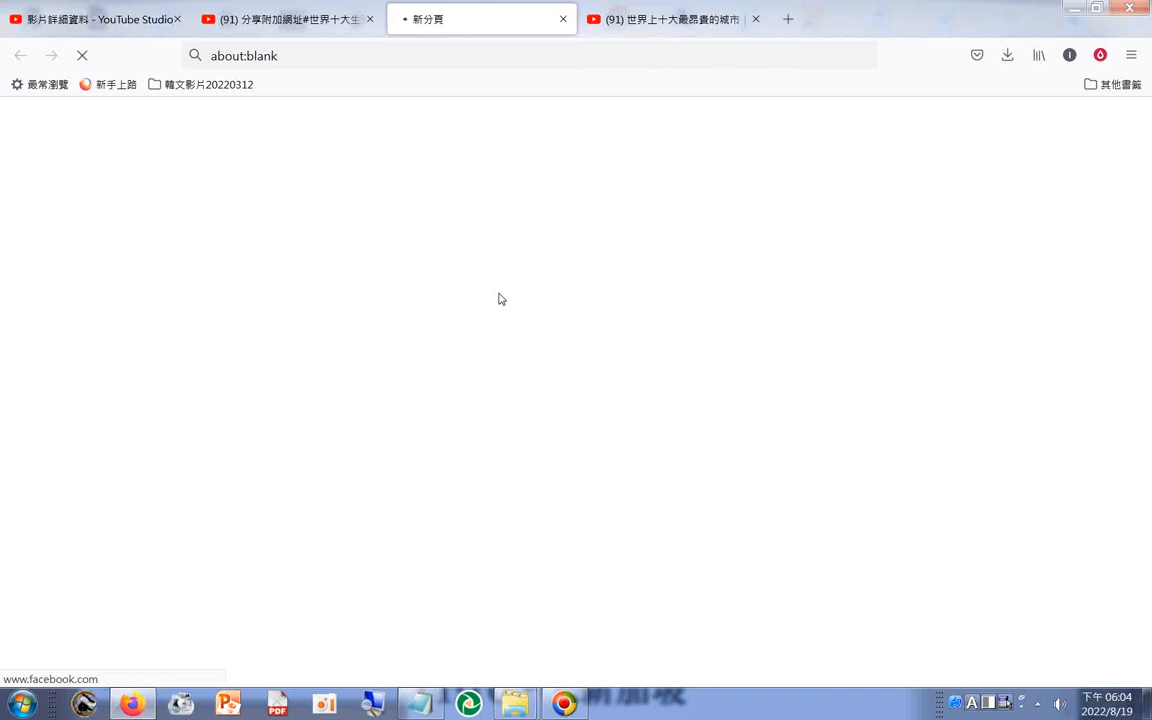 影片詳細資料 - YouTube Studio
(91) 分享附加網址#世界十大生
新分頁
(91) 世界上十大最昂貴的城市
about:blank
最常瀏覽
新手上路
韓文影片20220312
其他書籤
www.facebook.com
新加坡
下午 06:04
2022/8/19